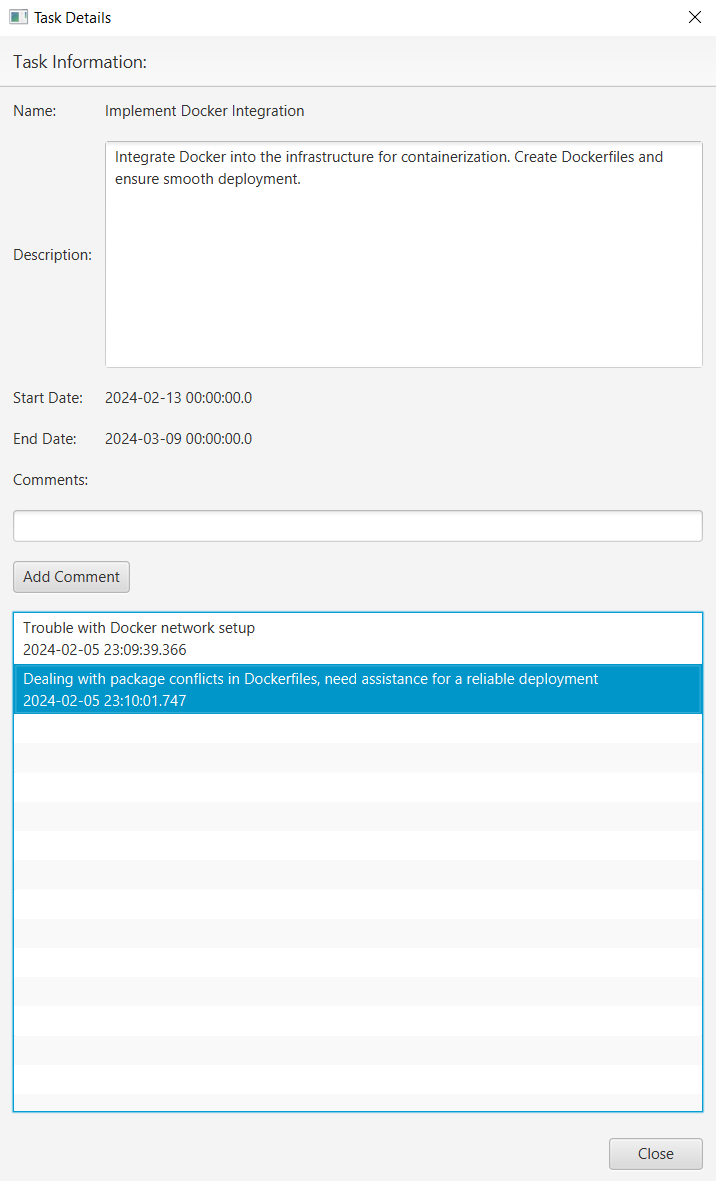 Task Details
Task Information:
Name: Implement Docker Integration
Description:
Integrate Docker into the infrastructure for containerization. Create Dockerfiles and
ensure smooth deployment.
Start Date: 2024-02-13 00:00:00.0
End Date: 2024-03-09 00:00:00.0
Comments:
Add Comment
Trouble with Docker network setup
2024-02-05 23:09:39.366
Dealing with package conflicts in Dockerfiles, need assistance for a reliable deployment
2024-02-05 23:10:01.747
Close